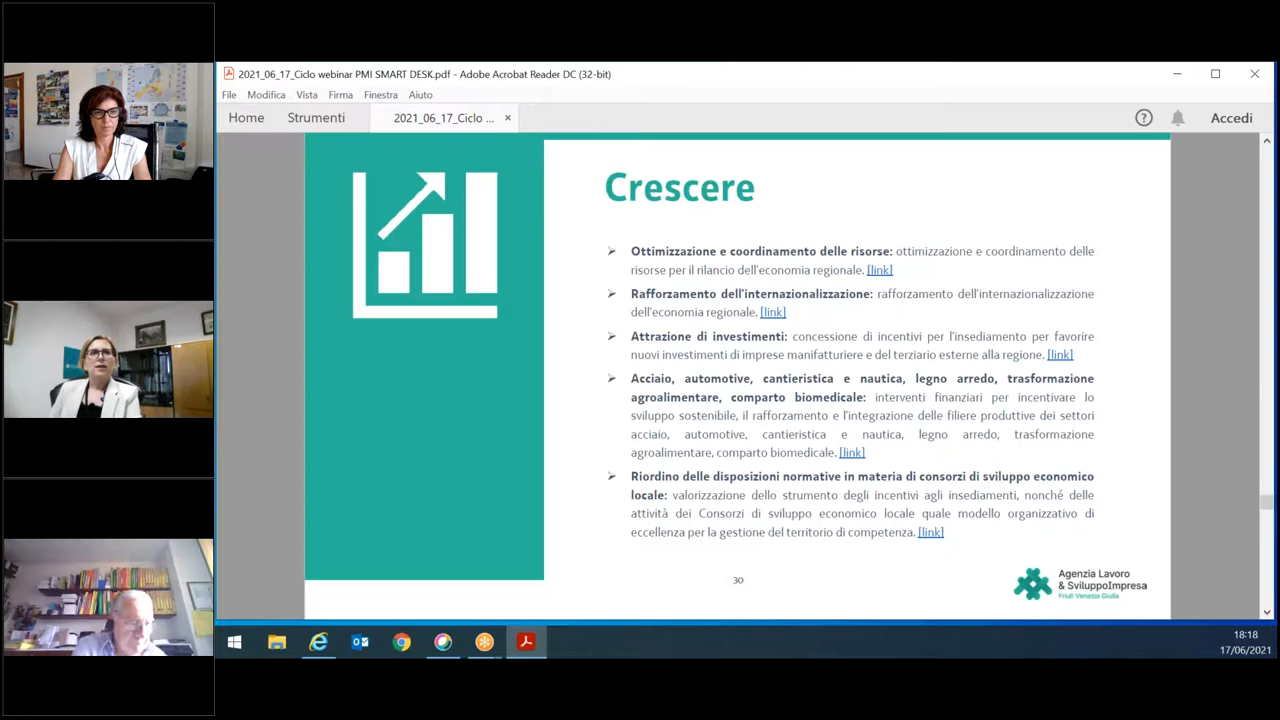 2021_06_17_Ciclo webinar PMI SMART DESK.pdf - Adobe Acrobat Reader DC (32-bit)
File Modifica Vista Firma Finestra Aiuto
Home Strumenti 2021_06_17_Ciclo ... × Accedi
Crescere
Ottimizzazione e coordinamento delle risorse: ottimizzazione e coordinamento delle
risorse per il rilancio dell'economia regionale. [link]
Rafforzamento dell'internazionalizzazione: rafforzamento dell'internazionalizzazione
dell'economia regionale. [link]
Attrazione di investimenti: concessione di incentivi per l'insediamento per favorire
nuovi investimenti di imprese manifatturiere e del terziario esterne alla regione. [link]
Acciaio, automotive, cantieristica e nautica, legno arredo, trasformazione
agroalimentare, comparto biomedicale: interventi finanziari per incentivare lo
sviluppo sostenibile, il rafforzamento e l'integrazione delle filiere produttive dei settori
acciaio, automotive, cantieristica e nautica, legno arredo, trasformazione
agroalimentare, comparto biomedicale. [link]
Riordino delle disposizioni normative in materia di consorzi di sviluppo economico
locale: valorizzazione dello strumento degli incentivi agli insediamenti, nonché delle
attività dei Consorzi di sviluppo economico locale quale modello organizzativo di
eccellenza per la gestione del territorio di competenza. [link]
30
Agenzia Lavoro
& SviluppoImpresa
Friuli Venezia Giulia
18:18
17/06/2021